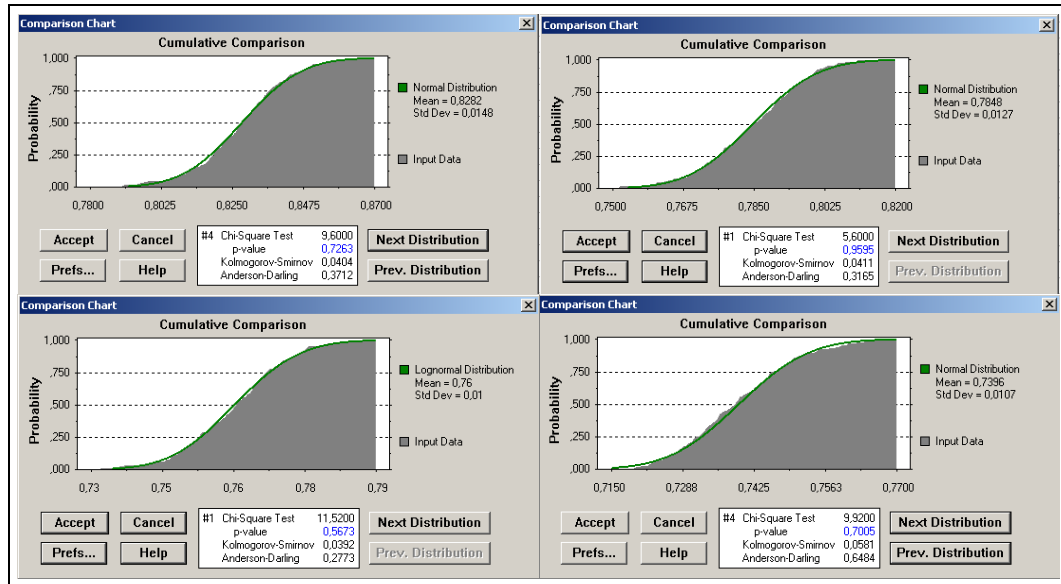 Comparison Chart
Cumulative Comparison
1,000
,750
,500
,250
,000
Probability
0,7800 0,8025 0,8250 0,8475 0,8700
Normal Distribution
Mean = 0,8282
Std Dev = 0,0148
Input Data
Accept Cancel
Prefs... Help
#4 Chi-Square Test 9,6000
p-value 0,7263
Kolmogorov-Smirnov 0,0404
Anderson-Darling 0,3712
Next Distribution
Prev. Distribution
Comparison Chart
Cumulative Comparison
1,000
,750
,500
,250
,000
Probability
0,7500 0,7675 0,7850 0,8025 0,8200
Normal Distribution
Mean = 0,7848
Std Dev = 0,0127
Input Data
Accept Cancel
Prefs... Help
#1 Chi-Square Test 5,6000
p-value 0,9595
Kolmogorov-Smirnov 0,0411
Anderson-Darling 0,3165
Next Distribution
Prev. Distribution
Comparison Chart
Cumulative Comparison
1,000
,750
,500
,250
,000
Probability
0,73 0,75 0,76 0,78 0,79
Lognormal Distribution
Mean = 0,76
Std Dev = 0,01
Input Data
Accept Cancel
Prefs... Help
#1 Chi-Square Test 11,5200
p-value 0,5673
Kolmogorov-Smirnov 0,0392
Anderson-Darling 0,2773
Next Distribution
Prev. Distribution
Comparison Chart
Cumulative Comparison
1,000
,750
,500
,250
,000
Probability
0,7150 0,7288 0,7425 0,7563 0,7700
Normal Distribution
Mean = 0,7396
Std Dev = 0,0107
Input Data
Accept Cancel
Prefs... Help
#4 Chi-Square Test 9,9200
p-value 0,7005
Kolmogorov-Smirnov 0,0581
Anderson-Darling 0,6484
Next Distribution
Prev. Distribution